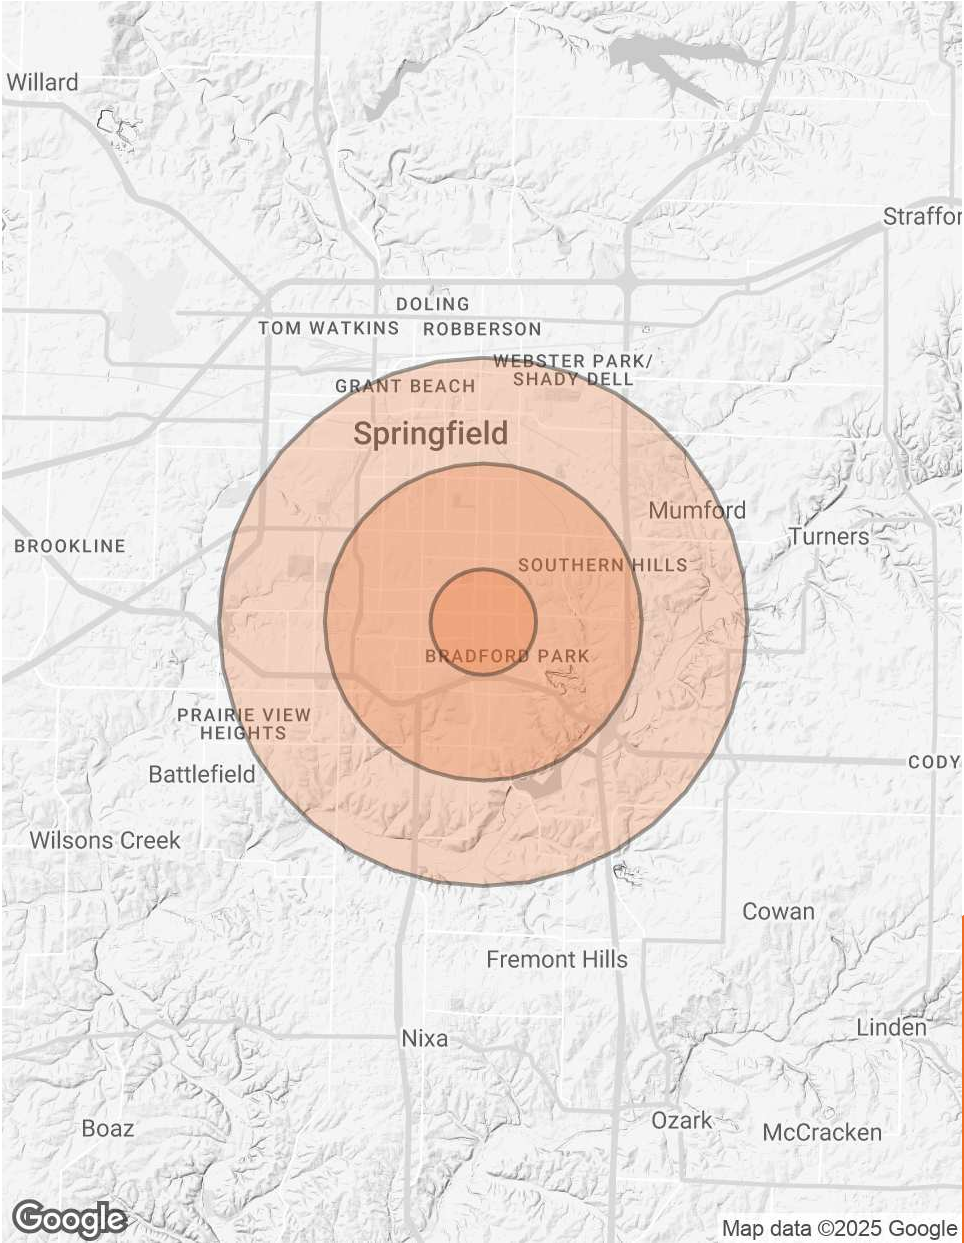 Willard
Straffor
DOLING
TOM WATKINS
ROBBERSON
WEBSTER PARK/
SHADY DELL
GRANT BEACH
Springfield
Mumford
Turners
BROOKLINE
SOUTHERN HILLS
BRADFORD PARK
PRAIRIE VIEW
HEIGHTS
CODY
Battlefield
Wilsons Creek
Cowan
Fremont Hills
Linden
Nixa
Ozark
Boaz
McCracken
Google
Map data ©2025 Google